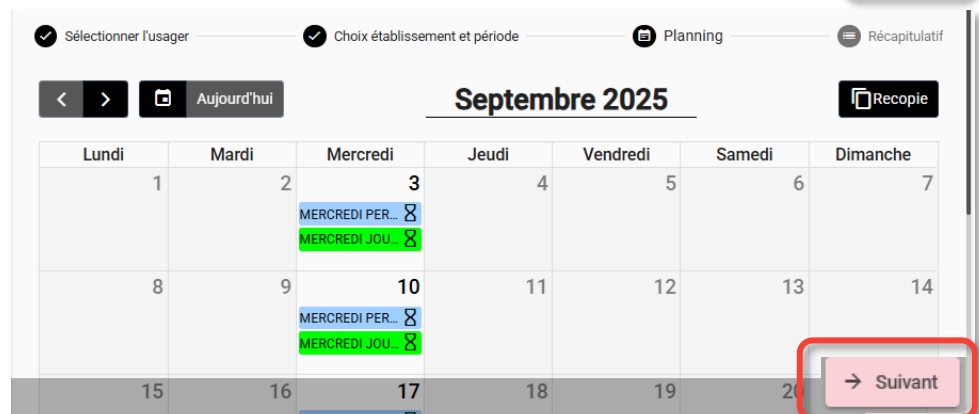 Sélectionner l'usager Choix établissement et période Planning Récapitulatif
Aujourd'hui Septembre 2025 Recopie
Lundi Mardi Mercredi Jeudi Vendredi Samedi Dimanche
1 2 3 4 5 6 7
MERCREDI PER...
MERCREDI JOU...
8 9 10 11 12 13 14
MERCREDI PER...
MERCREDI JOU...
15 16 17 18 19
Suivant